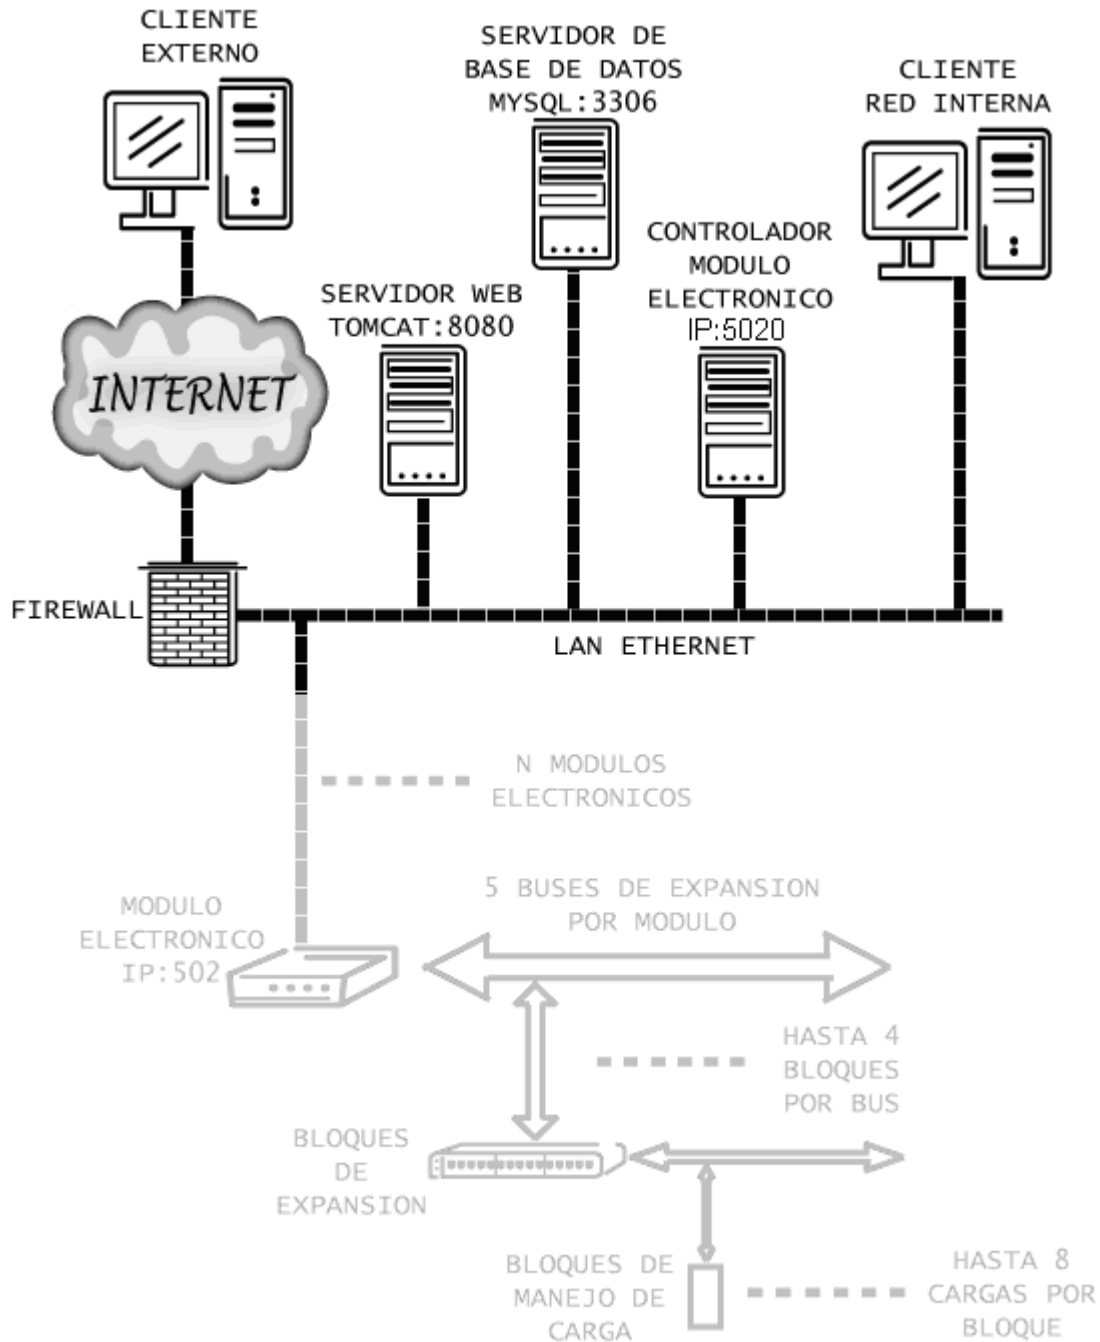 CLIENTE
EXTERNO
SERVIDOR DE
BASE DE DATOS
MYSQL:3306
CLIENTE
RED INTERNA
CONTROLADOR
MODULO
ELECTRONICO
IP:5020
SERVIDOR WEB
TOMCAT:8080
INTERNET
FIREWALL
LAN ETHERNET
N MODULOS
ELECTRONICOS
5 BUSES DE EXPANSION
POR MODULO
MODULO
ELECTRONICO
IP:502
HASTA 4
BLOQUES
POR BUS
BLOQUES
DE
EXPANSION
BLOQUES DE
MANEJO DE
CARGA
HASTA 8
CARGAS POR
BLOQUE